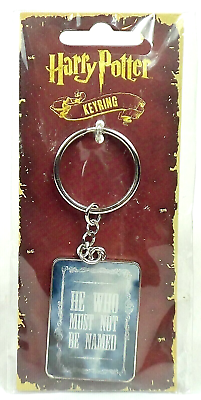 Harry Potter
KEYRING
HE WHO
MUST NOT
BE NAMED